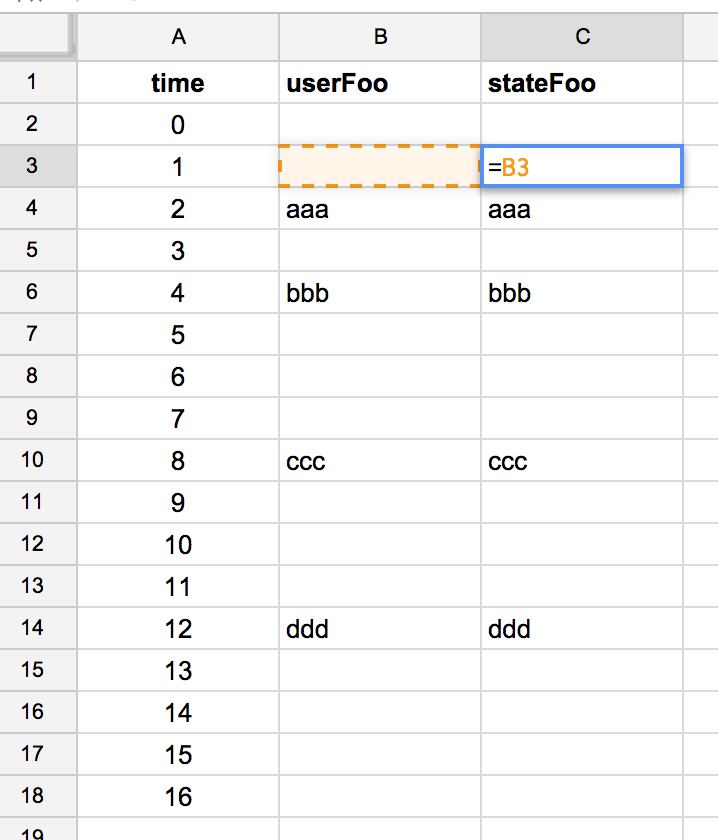 A B C
1 time userFoo stateFoo
2 0
3 1 =B3
4 2 aaa aaa
5 3
6 4 bbb bbb
7 5
8 6
9 7
10 8 ccc ccc
11 9
12 10
13 11
14 12 ddd ddd
15 13
16 14
17 15
18 16
19